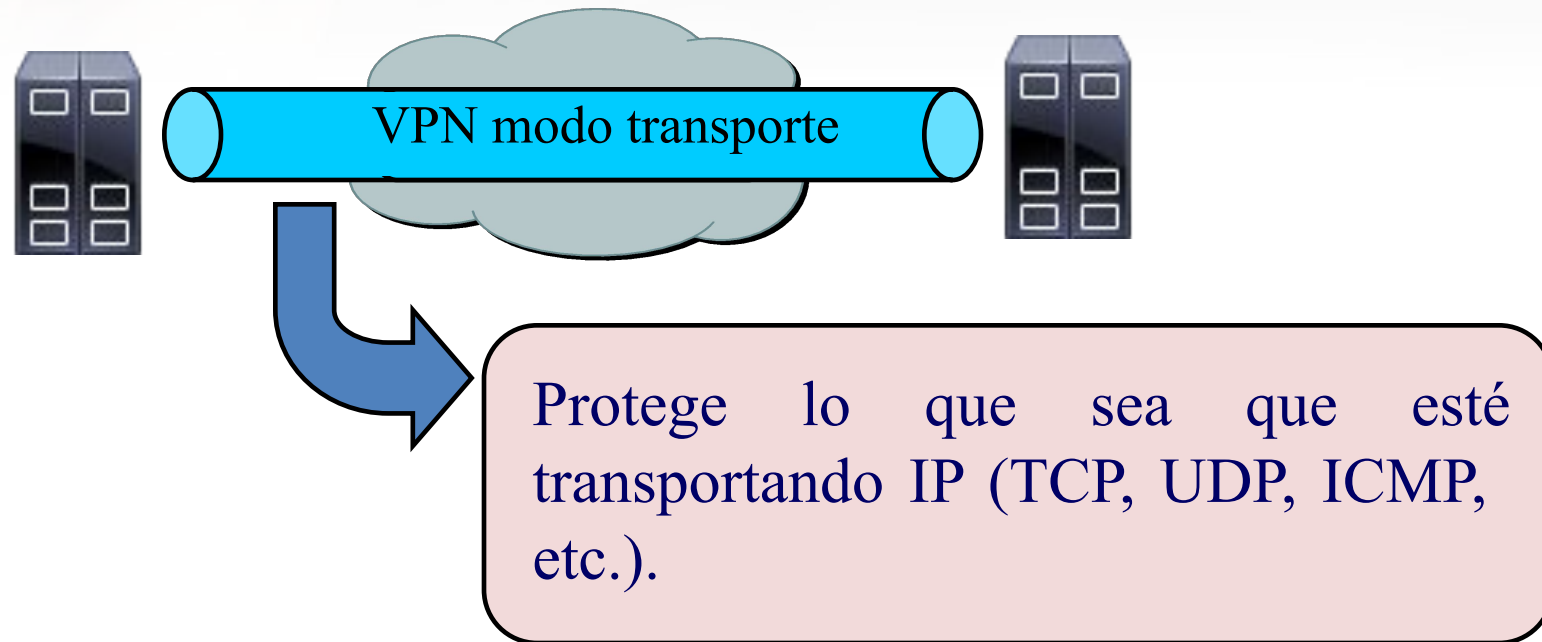 VPN modo transporte
Protege lo que sea que esté
transportando IP (TCP, UDP, ICMP,
etc.).